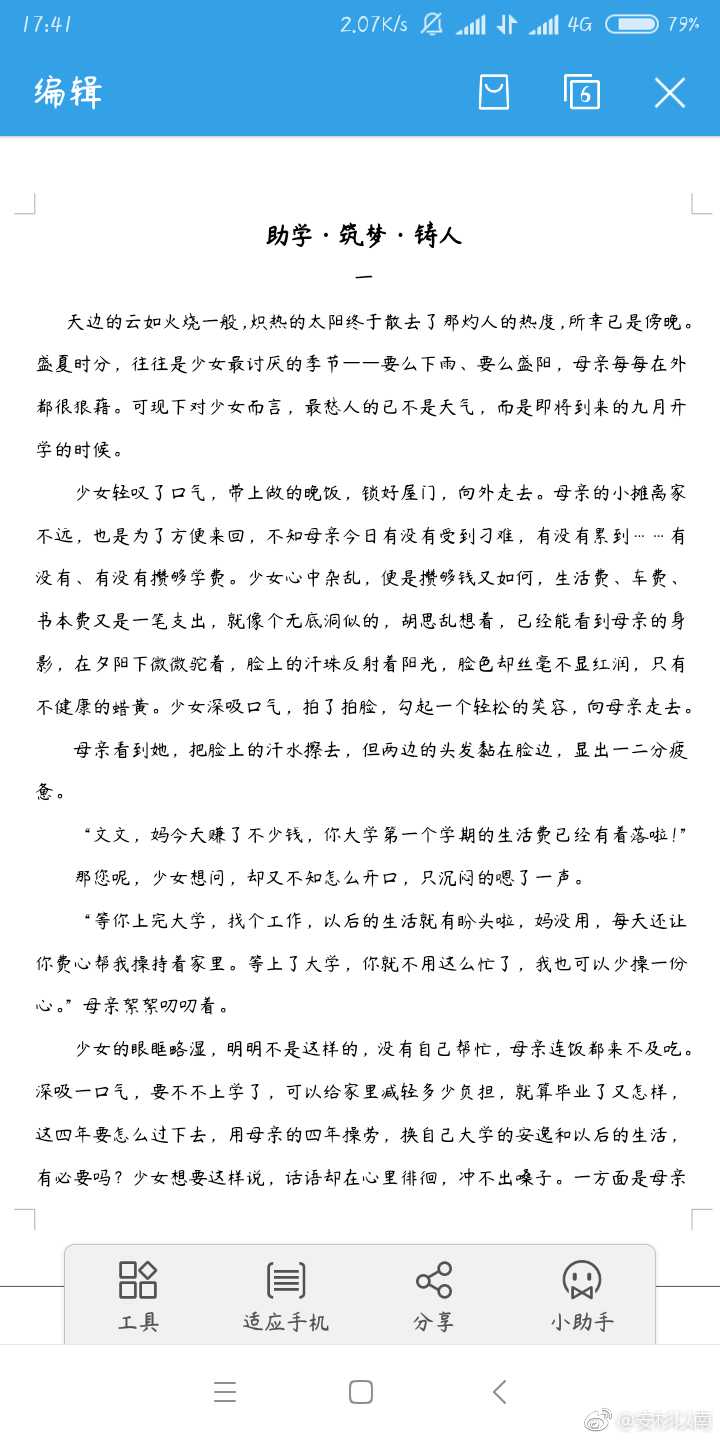 17:41 2.07K/s 4G 79%
编辑 6
助学·筑梦·铸人
一
天边的云如火烧一般,炽热的太阳终于散去了那灼人的热度,所幸已是傍晚。
盛夏时分，往往是少女最讨厌的季节——要么下雨、要么盛阳，母亲每每在外
都很狼藉。可现下对少女而言，最愁人的已不是天气，而是即将到来的九月开
学的时候。
少女轻叹了口气，带上做的晚饭，锁好屋门，向外走去。母亲的小摊离家
不远，也是为了方便来回，不知母亲今日有没有受到刁难，有没有累到……有
没有、有没有攒够学费。少女心中杂乱，便是攒够钱又如何，生活费、车费、
书本费又是一笔支出，就像个无底洞似的，胡思乱想着，已经能看到母亲的身
影，在夕阳下微微驼着，脸上的汗珠反射着阳光，脸色却丝毫不显红润，只有
不健康的蜡黄。少女深吸口气，拍了拍脸，勾起一个轻松的笑容，向母亲走去。
母亲看到她，把脸上的汗水擦去，但两边的头发黏在脸边，显出一二分疲
惫。
“文文，妈今天赚了不少钱，你大学第一个学期的生活费已经有着落啦！”
那您呢，少女想问，却又不知怎么开口，只沉闷的嗯了一声。
“等你上完大学，找个工作，以后的生活就有盼头啦，妈没用，每天还让
你费心帮我操持着家里。等上了大学，你就不用这么忙了，我也可以少操一份
心。”母亲絮絮叨叨着。
少女的眼眶略湿，明明不是这样的，没有自己帮忙，母亲连饭都来不及吃。
深吸一口气，要不不上学了，可以给家里减轻多少负担，就算毕业了又怎样，
这四年要怎么过下去，用母亲的四年操劳，换自己大学的安逸和以后的生活，
有必要吗？少女想要这样说，话语却在心里徘徊，冲不出嗓子。一方面是母亲
工具 适应手机 分享 小助手
@安杉以南